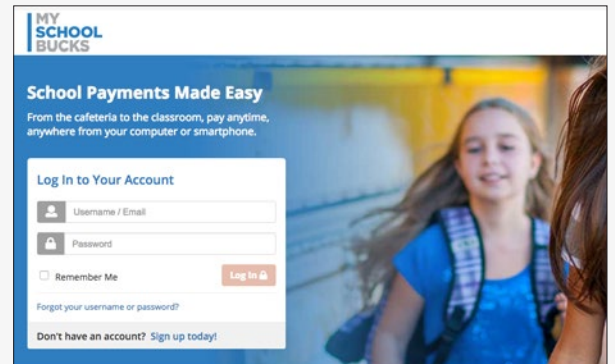 MY
SCHOOL
BUCKS
School Payments Made Easy
From the cafeteria to the classroom, pay anytime,
anywhere from your computer or smartphone.
Log In to Your Account
Username / Email
Password
Remember Me
Log In
Forgot your username or password?
Don't have an account? Sign up today!